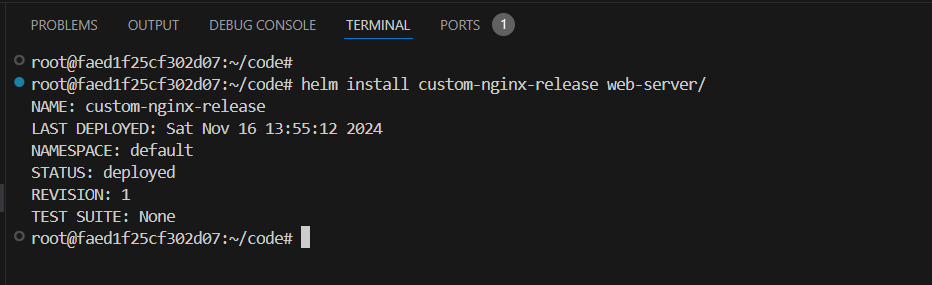 PROBLEMS OUTPUT DEBUG CONSOLE TERMINAL PORTS 1
root@faed1f25cf302d07:~/code#
root@faed1f25cf302d07:~/code# helm install custom-nginx-release web-server/
NAME: custom-nginx-release
LAST DEPLOYED: Sat Nov 16 13:55:12 2024
NAMESPACE: default
STATUS: deployed
REVISION: 1
TEST SUITE: None
root@faed1f25cf302d07:~/code#